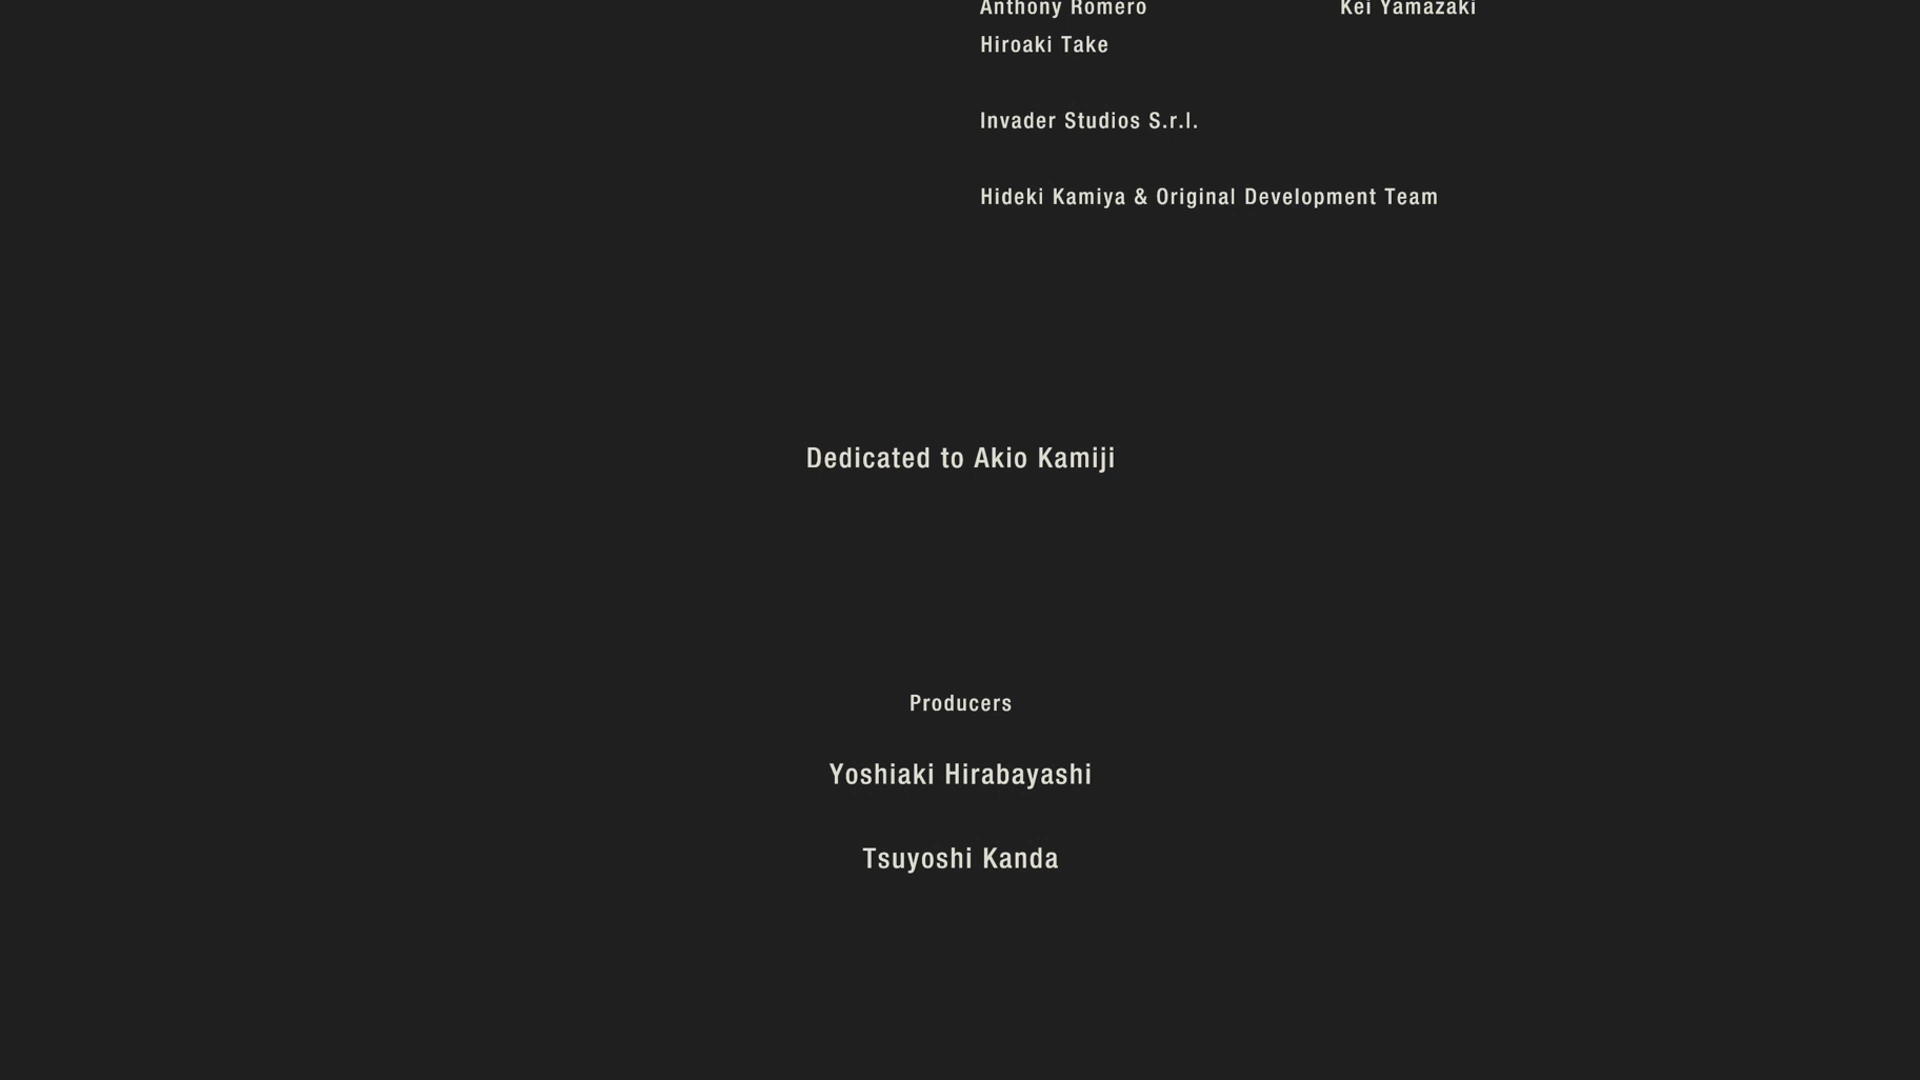 Anthony Romero Kei Yamazaki
Hiroaki Take
Invader Studios S.r.l.
Hideki Kamiya & Original Development Team
Dedicated to Akio Kamiji
Producers
Yoshiaki Hirabayashi
Tsuyoshi Kanda